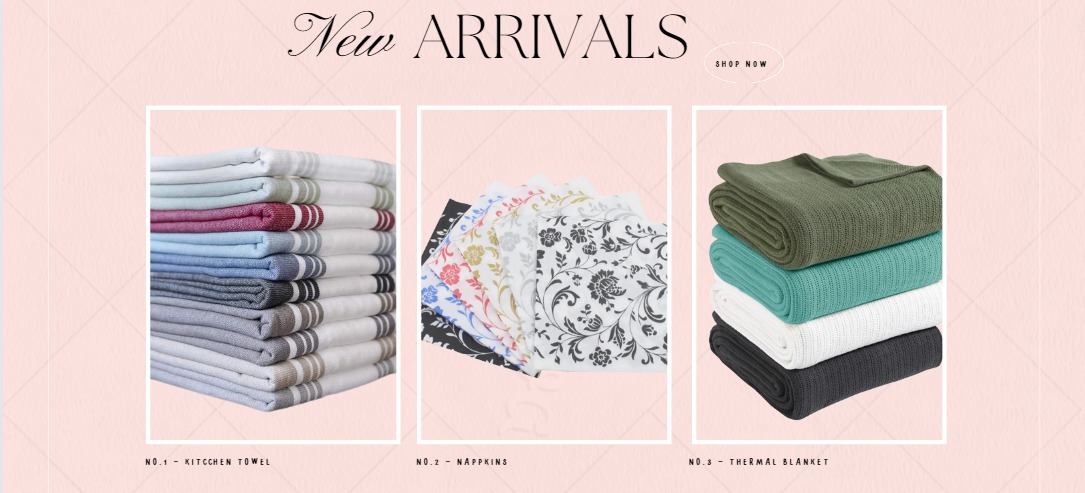 New ARRIVALS
SHOP NOW
NO.1 - KITCCHEN TOWEL
NO.2 - NAPPKINS
NO.3 - THERMAL BLANKET